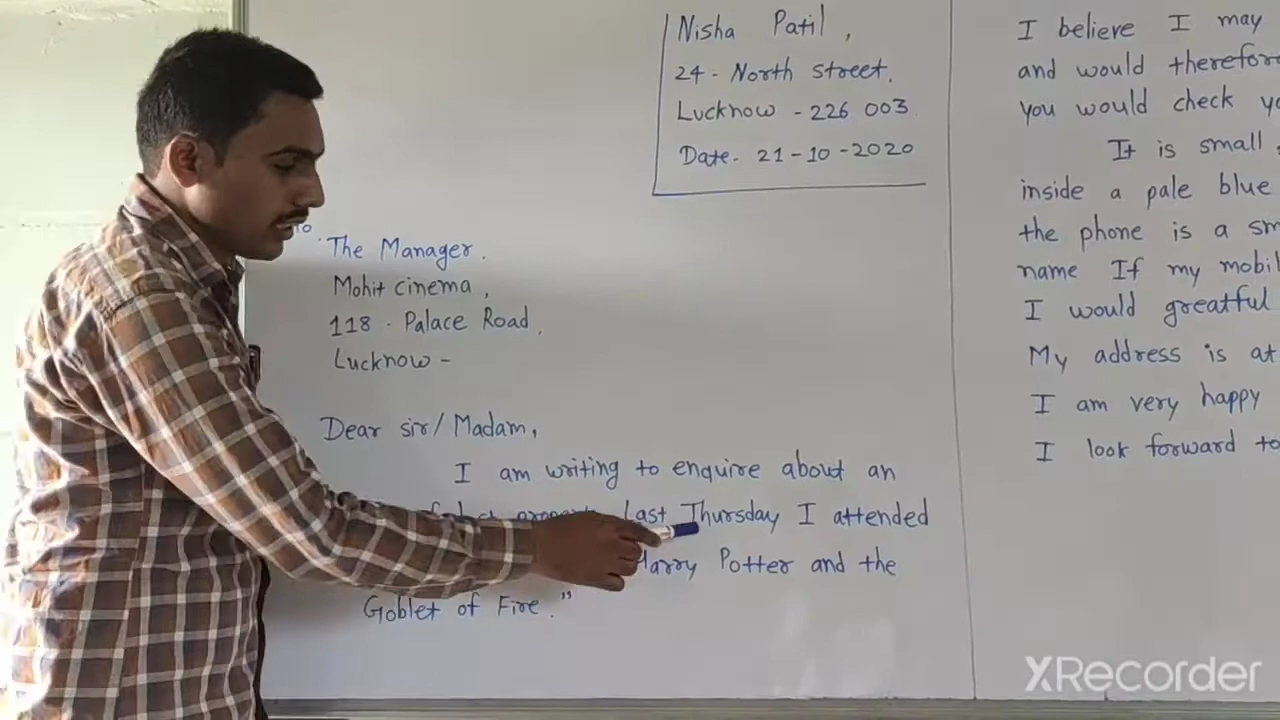 Nisha Patil,
24 - North street.
Lucknow - 226 003
Date. 21-10-2020
To.
The Manager.
Mohit cinema,
118 - Palace Road.
Lucknow -
Dear sir/Madam,
I am writing to enquire about an
Last Thursday I attended
Harry Potter and the
Goblet of Fire."
I believe I may
and would therefore
you would check
It is small,
inside a pale blue
the phone is a
name If my
I would greatful
My address is at
I am very happy
I look forward to
XRecorder